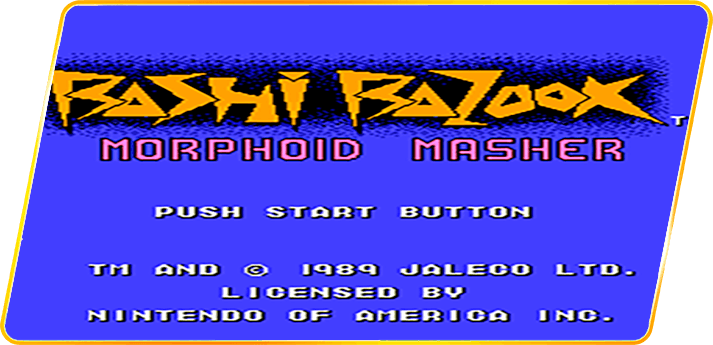 BASHI BAZOOK T
MORPHOID MASHER
PUSH START BUTTON
TM AND © 1989 JALECO LTD.
LICENSED BY
NINTENDO OF AMERICA INC.